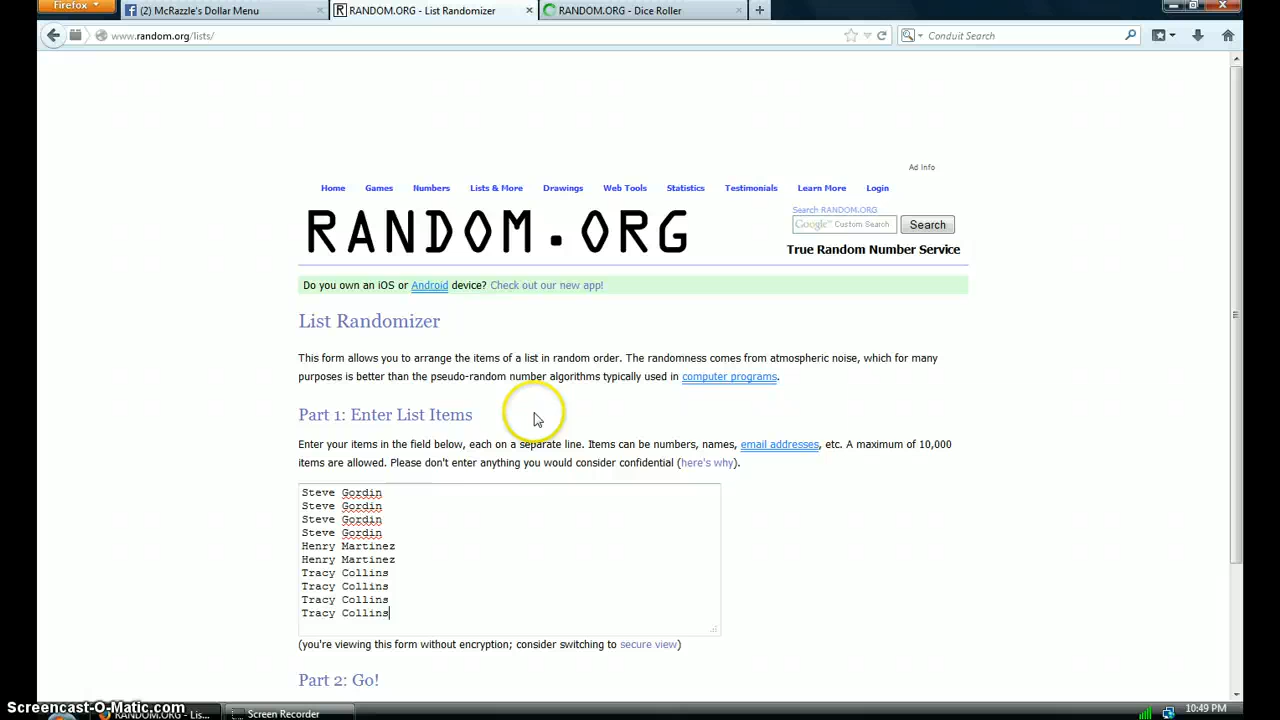 Firefox
(2) McRazzle's Dollar Menu
RANDOM.ORG - List Randomizer
RANDOM.ORG - Dice Roller
www.random.org/lists/
Conduit Search
Ad Info
Home Games Numbers Lists & More Drawings Web Tools Statistics Testimonials Learn More Login
Search RANDOM.ORG
RANDOM.ORG
Google™ Custom Search
Search
True Random Number Service
Do you own an iOS or Android device? Check out our new app!
List Randomizer
This form allows you to arrange the items of a list in random order. The randomness comes from atmospheric noise, which for many
purposes is better than the pseudo-random number algorithms typically used in computer programs.
Part 1: Enter List Items
Enter your items in the field below, each on a separate line. Items can be numbers, names, email addresses, etc. A maximum of 10,000
items are allowed. Please don't enter anything you would consider confidential (here's why).
Steve Gordin
Steve Gordin
Steve Gordin
Steve Gordin
Henry Martinez
Henry Martinez
Tracy Collins
Tracy Collins
Tracy Collins
Tracy Collins
(you're viewing this form without encryption; consider switching to secure view)
Part 2: Go!
Screencast-O-Matic.com
RANDOM.ORG - Lis...
Screen Recorder
10:49 PM